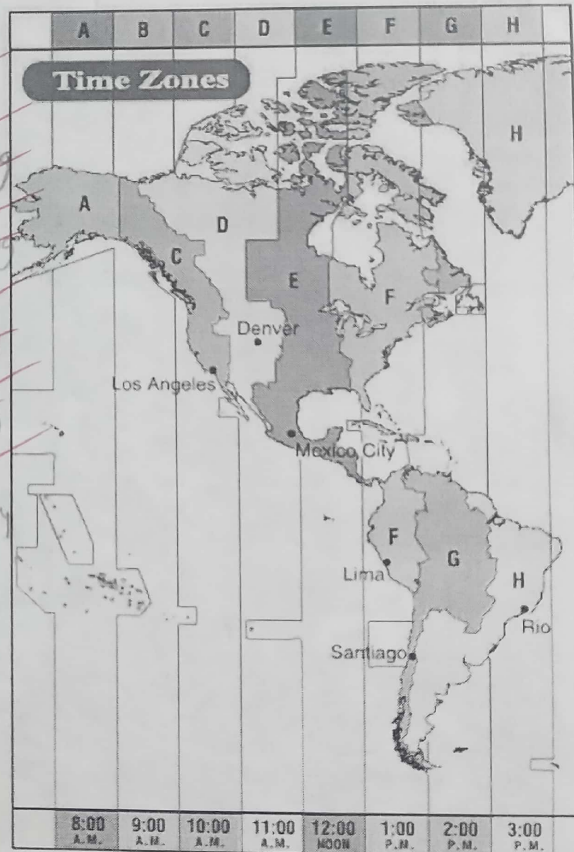 A B C D E F G H
Time Zones
H
A
D
C
E
F
Denver
Los Angeles
Mexico City
F
G
Lima
H
Rio
Santiago
8:00 9:00 10:00 11:00 12:00 1:00 2:00 3:00
A.M. A.M. A.M. A.M. NOON P.M. P.M. P.M.